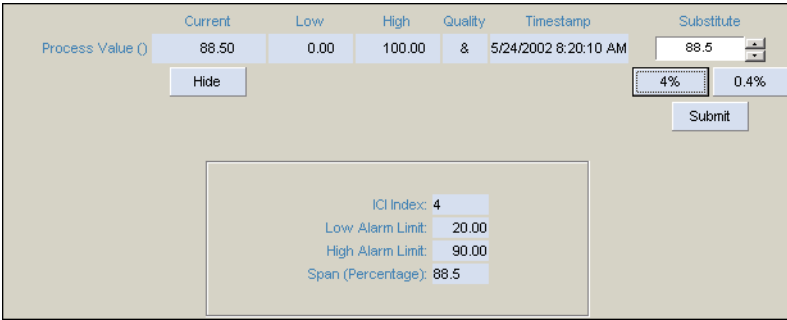 Current Low High Quality Timestamp Substitute
Process Value () 88.50 0.00 100.00 & 5/24/2002 8:20:10 AM 88.5
Hide 4% 0.4%
Submit
ICI Index: 4
Low Alarm Limit: 20.00
High Alarm Limit: 90.00
Span (Percentage): 88.5